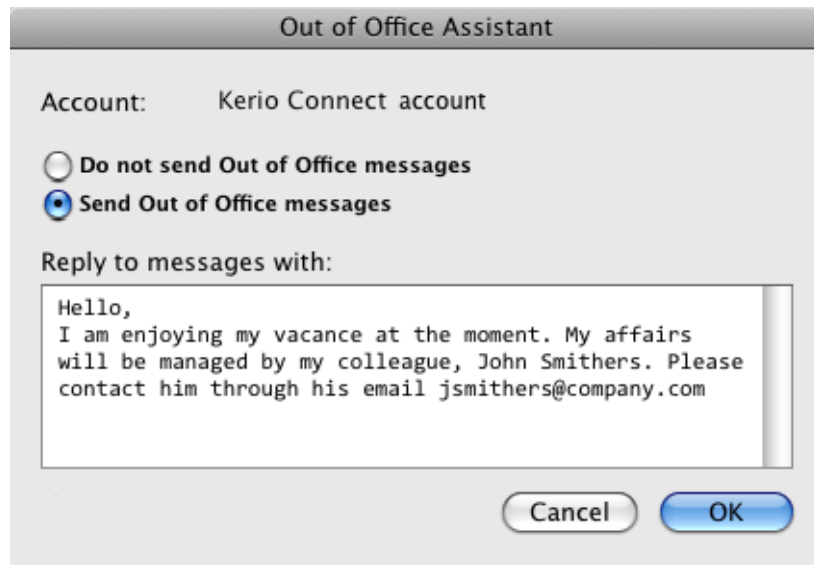 Out of Office Assistant
Account: Kerio Connect account
Do not send Out of Office messages
Send Out of Office messages
Reply to messages with:
Hello,
I am enjoying my vacance at the moment. My affairs
will be managed by my colleague, John Smithers. Please
contact him through his email jsmithers@company.com
Cancel OK